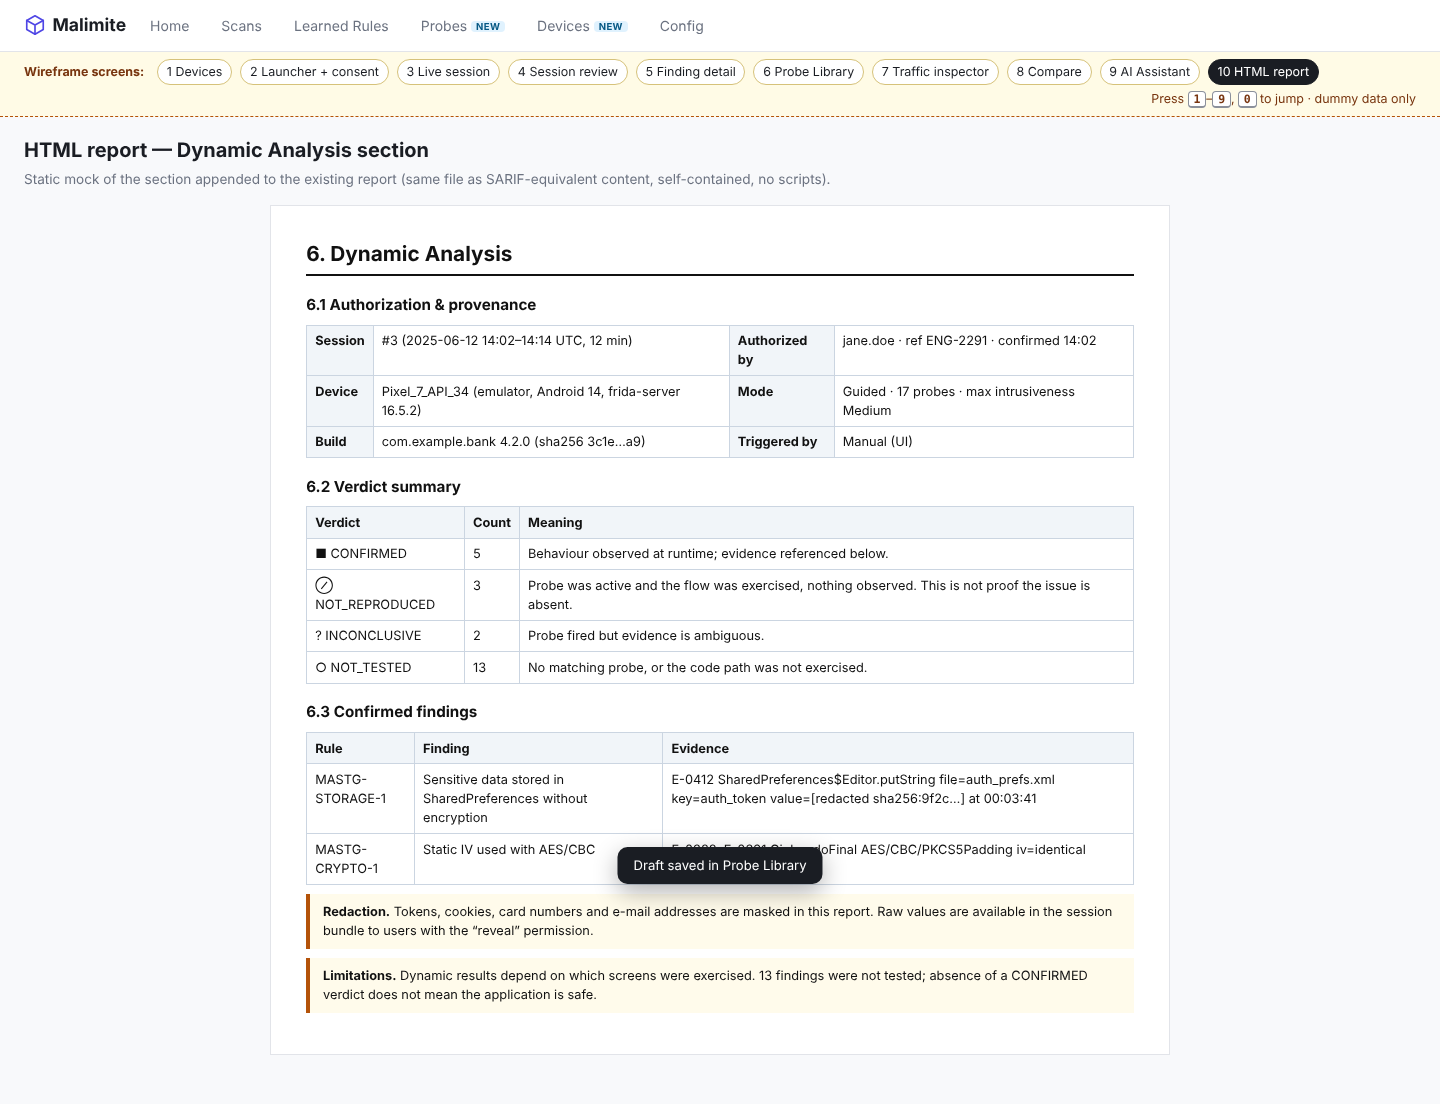 Malimite
Home
Scans
Learned Rules
Probes NEW
Devices NEW
Config
Wireframe screens:
1 Devices
2 Launcher + consent
3 Live session
4 Session review
5 Finding detail
6 Probe Library
7 Traffic inspector
8 Compare
9 AI Assistant
10 HTML report
Press 1–9, 0 to jump · dummy data only
HTML report — Dynamic Analysis section
Static mock of the section appended to the existing report (same file as SARIF-equivalent content, self-contained, no scripts).
6. Dynamic Analysis
6.1 Authorization & provenance
Session
#3 (2025-06-12 14:02–14:14 UTC, 12 min)
Authorized
by
jane.doe · ref ENG-2291 · confirmed 14:02
Device
Pixel_7_API_34 (emulator, Android 14, frida-server
16.5.2)
Mode
Guided · 17 probes · max intrusiveness
Medium
Build
com.example.bank 4.2.0 (sha256 3c1e…a9)
Triggered by
Manual (UI)
6.2 Verdict summary
Verdict
Count
Meaning
■ CONFIRMED
5
Behaviour observed at runtime; evidence referenced below.
⊘
NOT_REPRODUCED
3
Probe was active and the flow was exercised, nothing observed. This is not proof the issue is
absent.
? INCONCLUSIVE
2
Probe fired but evidence is ambiguous.
○ NOT_TESTED
13
No matching probe, or the code path was not exercised.
6.3 Confirmed findings
Rule
Finding
Evidence
MASTG-
STORAGE-1
Sensitive data stored in
SharedPreferences without
encryption
E-0412 SharedPreferences$Editor.putString file=auth_prefs.xml
key=auth_token value=[redacted sha256:9f2c…] at 00:03:41
MASTG-
CRYPTO-1
Static IV used with AES/CBC
AES/CBC/PKCS5Padding iv=identical
Draft saved in Probe Library
Redaction. Tokens, cookies, card numbers and e-mail addresses are masked in this report. Raw values are available in the session
bundle to users with the “reveal” permission.
Limitations. Dynamic results depend on which screens were exercised. 13 findings were not tested; absence of a CONFIRMED
verdict does not mean the application is safe.